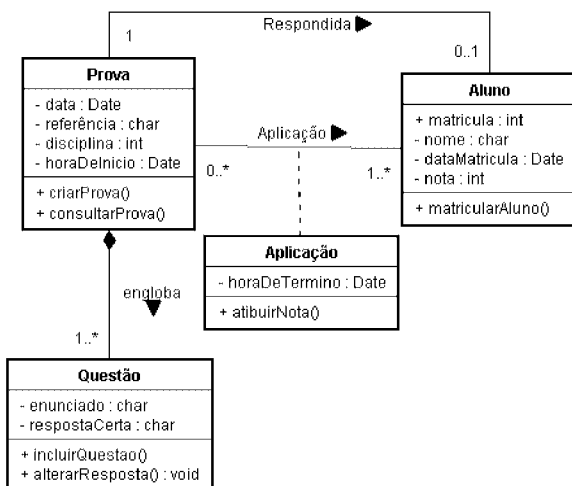 Respondida
1
0..1
Prova
- data : Date
- referência : char
- disciplina : int
- horaDeInicio : Date
+ criarProva()
+ consultarProva()
Aplicação
0..*
1..*
Aluno
+ matricula : int
- nome : char
- dataMatricula : Date
- nota : int
+ matricularAluno()
Aplicação
- horaDeTermino : Date
+ atibuirNota()
engloba
1..*
Questão
- enunciado : char
- respostaCerta : char
+ incluirQuestao()
+ alterarResposta() : void